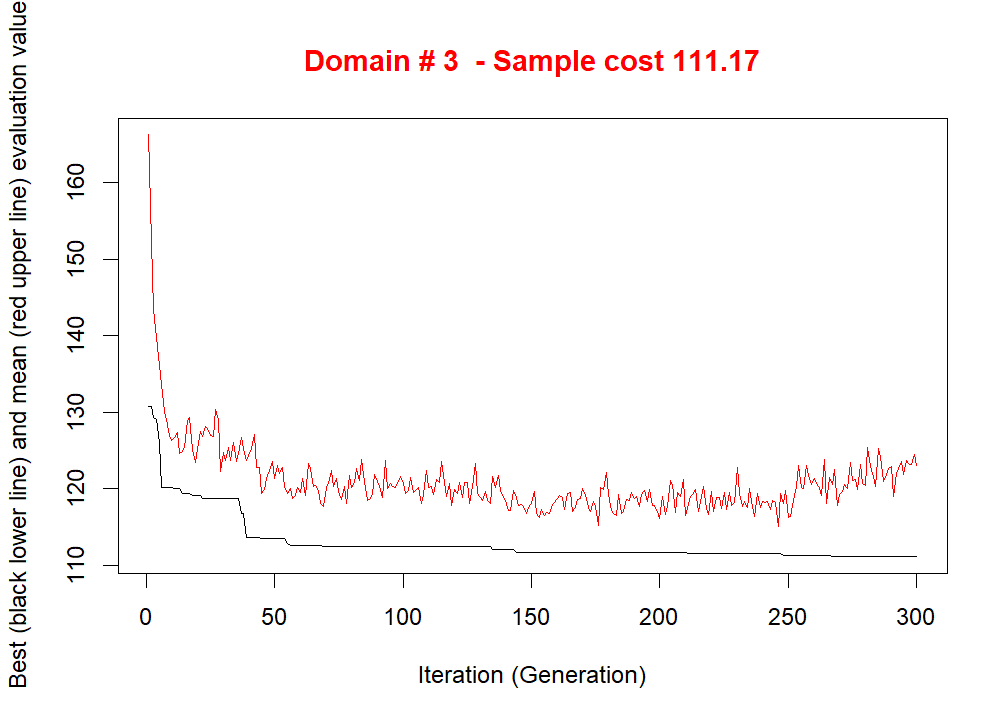 Domain # 3  - Sample cost 111.17
Best (black lower line) and mean (red upper line) evaluation value
160
150
140
130
120
110
0 50 100 150 200 250 300
Iteration (Generation)